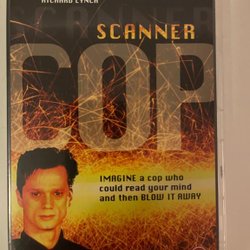 RICHARD LYNCH
SCANNER
COP
IMAGINE a cop who
could read your mind
and then BLOW IT AWAY